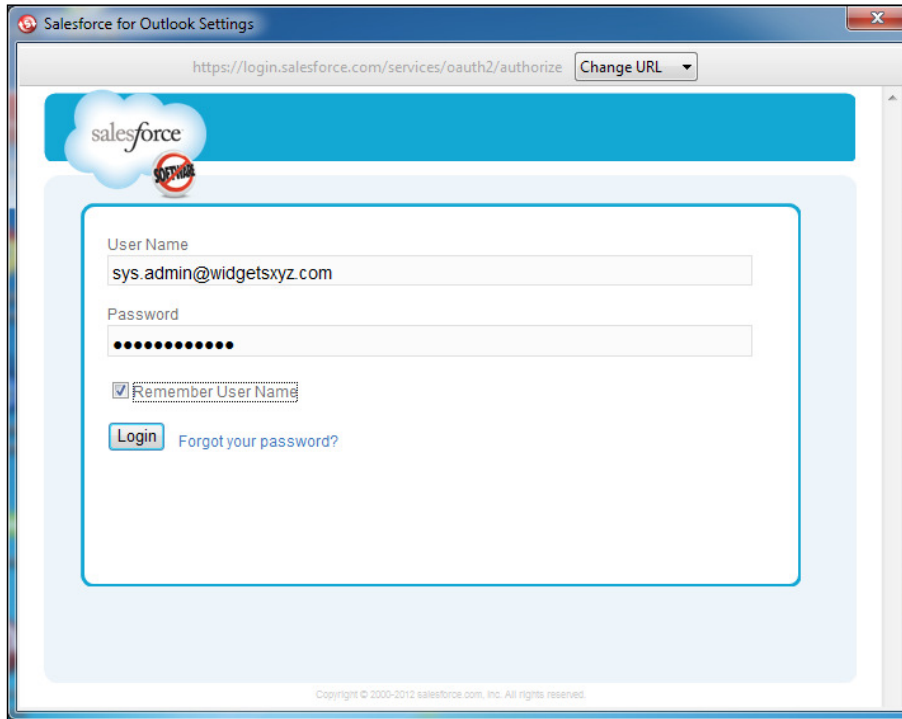 Salesforce for Outlook Settings
https://login.salesforce.com/services/oauth2/authorize Change URL
salesforce
SOFTWARE
User Name
sys.admin@widgetsxyz.com
Password
●●●●●●●●●●●●
Remember User Name
Login Forgot your password?
Copyright © 2000-2012 salesforce.com, inc. All rights reserved.